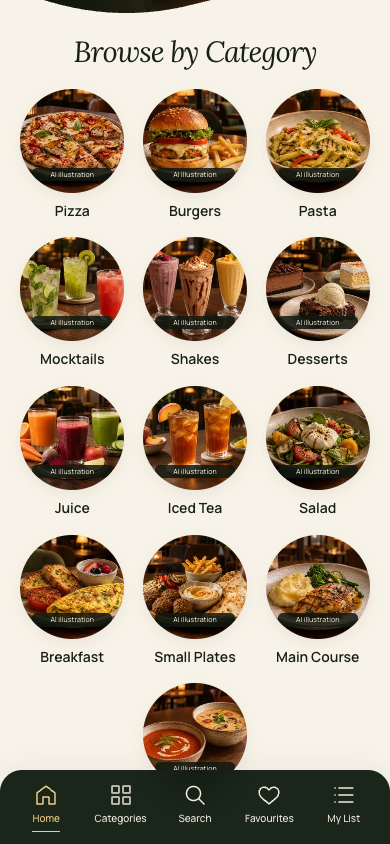 Browse by Category
AI illustration
AI illustration
AI illustration
Pizza
Burgers
Pasta
AI illustration
AI illustration
AI illustration
Mocktails
Shakes
Desserts
AI illustration
AI illustration
AI illustration
Juice
Iced Tea
Salad
AI illustration
AI illustration
AI illustration
Breakfast
Small Plates
Main Course
AI illustration
Home
Categories
Search
Favourites
My List